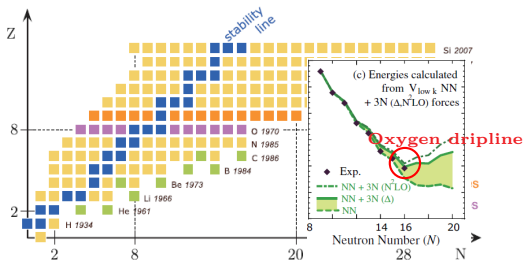 Z
stability
line
Si 2007
(c) Energies calculated
from V low k NN
+ 3N (Δ,N²LO) forces
Oxygen dripline
8
O 1970
N 1985
C 1986
B 1984
Be 1973
Li 1966
He 1961
H 1934
2
Exp.
NN + 3N (N²LO)
NN + 3N (Δ)
NN
S
S
8 14 16 20
Neutron Number (N)
2 8 20 28 N